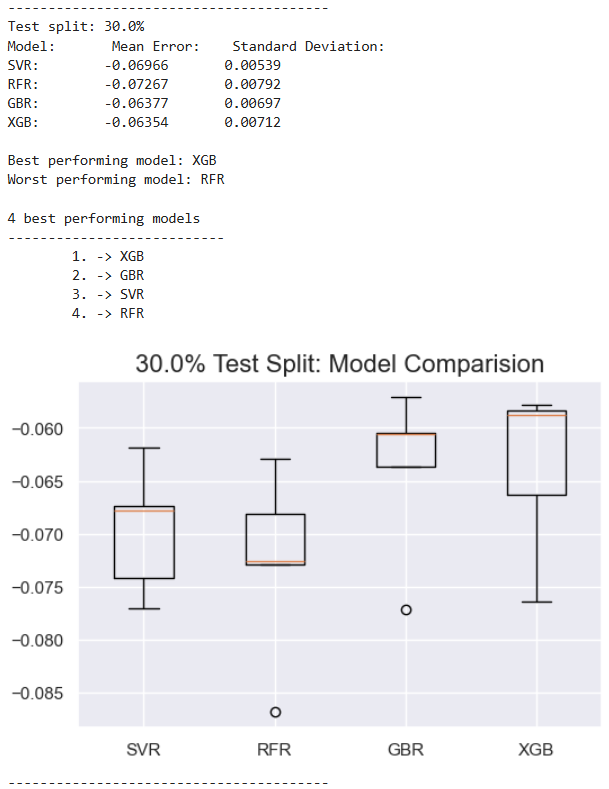 ----------------------------------------
Test split: 30.0%
Model: Mean Error: Standard Deviation:
SVR: -0.06966 0.00539
RFR: -0.07267 0.00792
GBR: -0.06377 0.00697
XGB: -0.06354 0.00712
Best performing model: XGB
Worst performing model: RFR
4 best performing models
---------------------------
1. -> XGB
2. -> GBR
3. -> SVR
4. -> RFR
30.0% Test Split: Model Comparision
−0.060
−0.065
−0.070
−0.075
−0.080
−0.085
SVR RFR GBR XGB
----------------------------------------